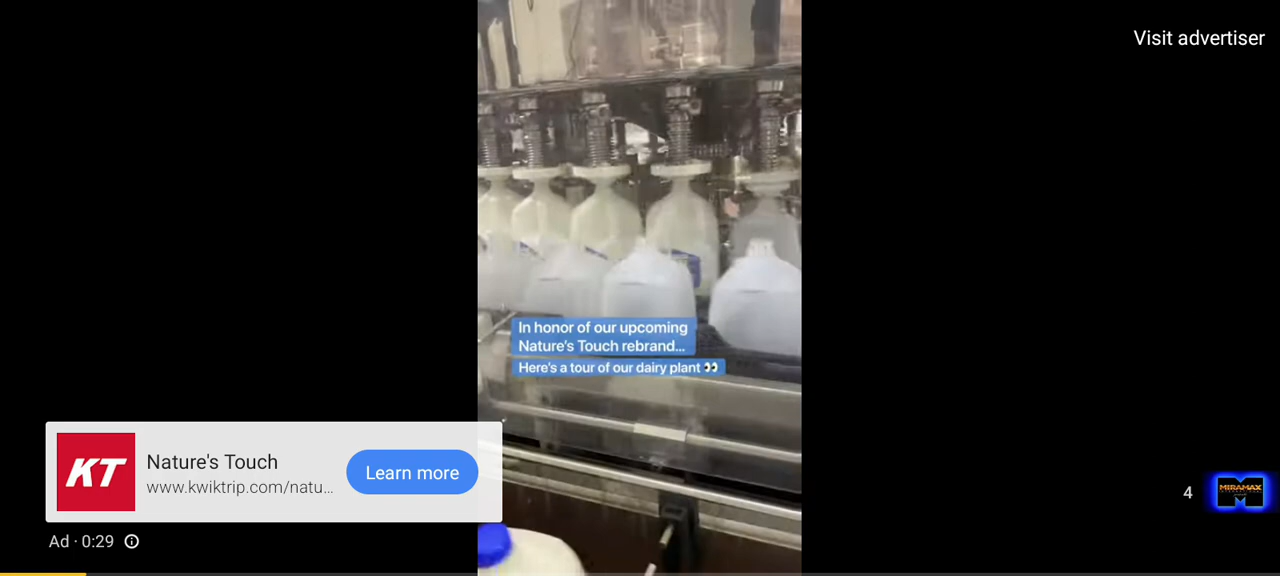 Visit advertiser
In honor of our upcoming
Nature's Touch rebrand...
Here's a tour of our dairy plant 👀
KT
Nature's Touch
www.kwiktrip.com/natu...
Learn more
4
MIRAMAX
Ad · 0:29